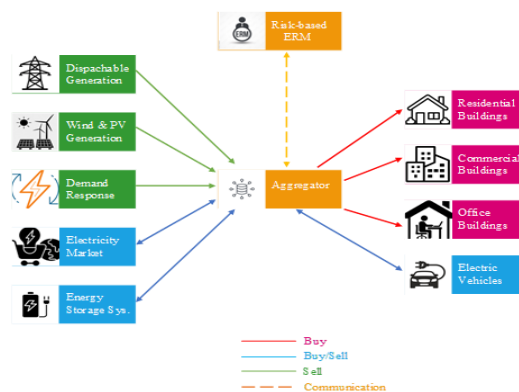 Risk-based
ERM
ERM
Dispachable
Generation
Wind & PV
Generation
Demand
Response
Electricity
Market
Energy
Storage Sys.
Aggregator
Residential
Buildings
Commercial
Buildings
Office
Buildings
Electric
Vehicles
Buy
Buy/Sell
Sell
Communication